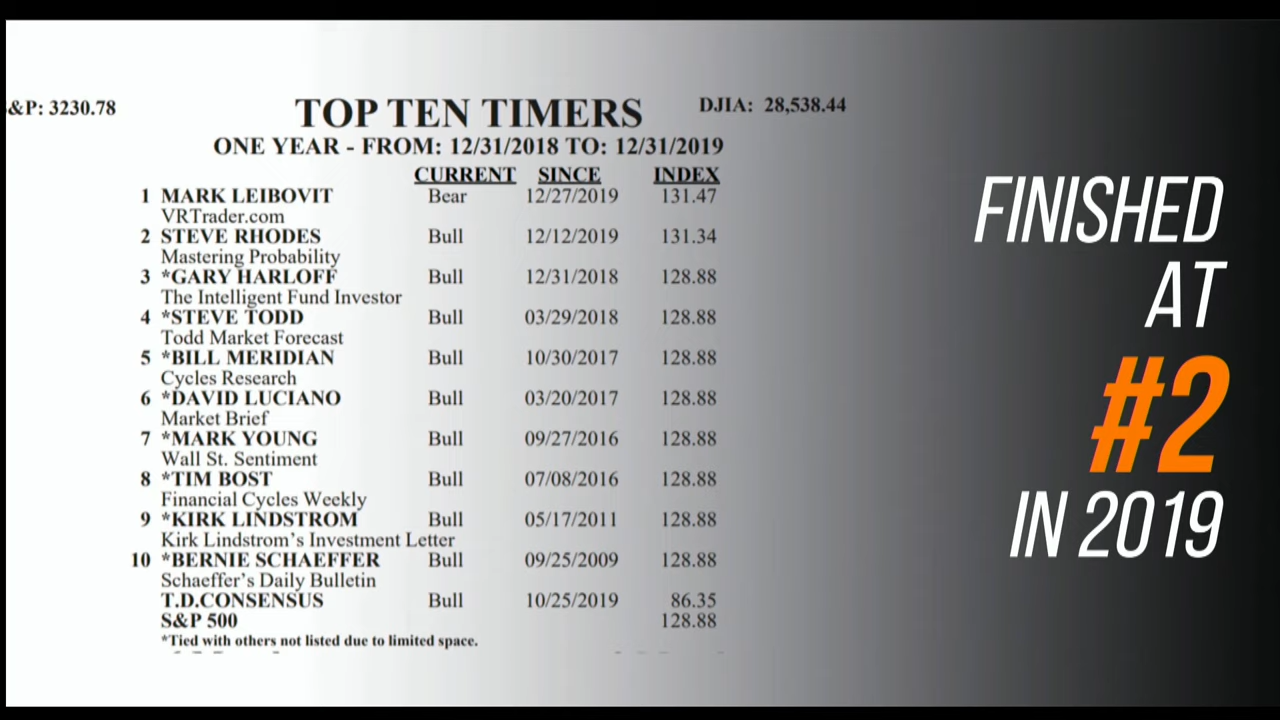 &P: 3230.78
TOP TEN TIMERS
DJIA: 28,538.44
ONE YEAR - FROM: 12/31/2018 TO: 12/31/2019
CURRENT SINCE INDEX
1 MARK LEIBOVIT Bear 12/27/2019 131.47
VRTrader.com
2 STEVE RHODES Bull 12/12/2019 131.34
Mastering Probability
3 *GARY HARLOFF Bull 12/31/2018 128.88
The Intelligent Fund Investor
4 *STEVE TODD Bull 03/29/2018 128.88
Todd Market Forecast
5 *BILL MERIDIAN Bull 10/30/2017 128.88
Cycles Research
6 *DAVID LUCIANO Bull 03/20/2017 128.88
Market Brief
7 *MARK YOUNG Bull 09/27/2016 128.88
Wall St. Sentiment
8 *TIM BOST Bull 07/08/2016 128.88
Financial Cycles Weekly
9 *KIRK LINDSTROM Bull 05/17/2011 128.88
Kirk Lindstrom's Investment Letter
10 *BERNIE SCHAEFFER Bull 09/25/2009 128.88
Schaeffer's Daily Bulletin
T.D.CONSENSUS Bull 10/25/2019 86.35
S&P 500 128.88
*Tied with others not listed due to limited space.
FINISHED
AT
#2
IN 2019